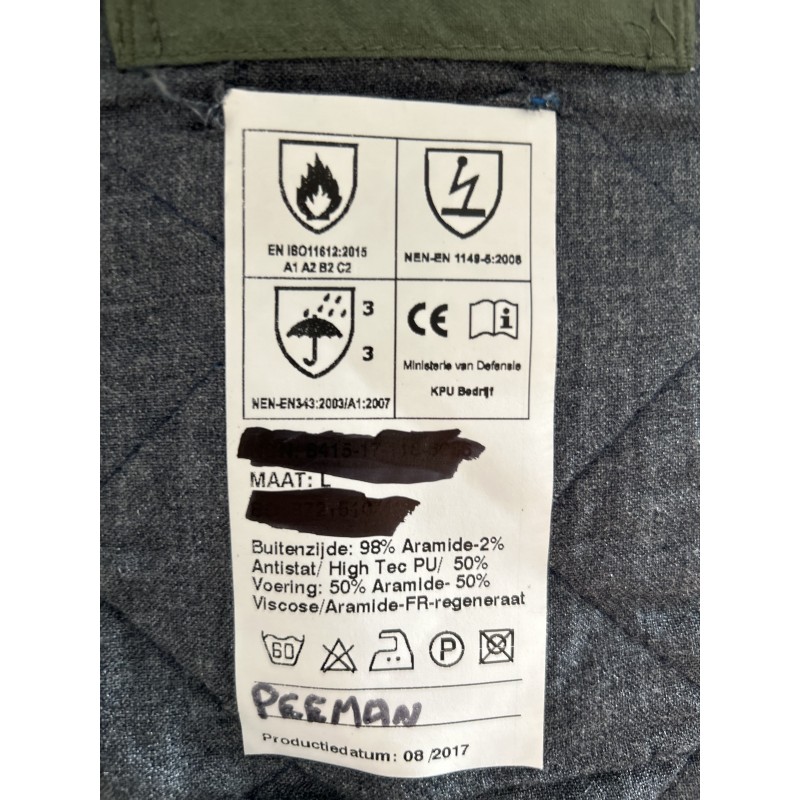 EN ISO11612:2015
A1 A2 B2 C2
NEN-EN 1149-5:2008
3
3
NEN-EN343:2003/A1:2007
CE
i
Ministerie van Defensie
KPU Bedrijf
MAAT: L
Buitenzijde: 98% Aramide-2%
Antistat/ High Tec PU/ 50%
Voering: 50% Aramide- 50%
Viscose/Aramide-FR-regeneraat
60
P
PEEMAN
Productiedatum: 08/2017